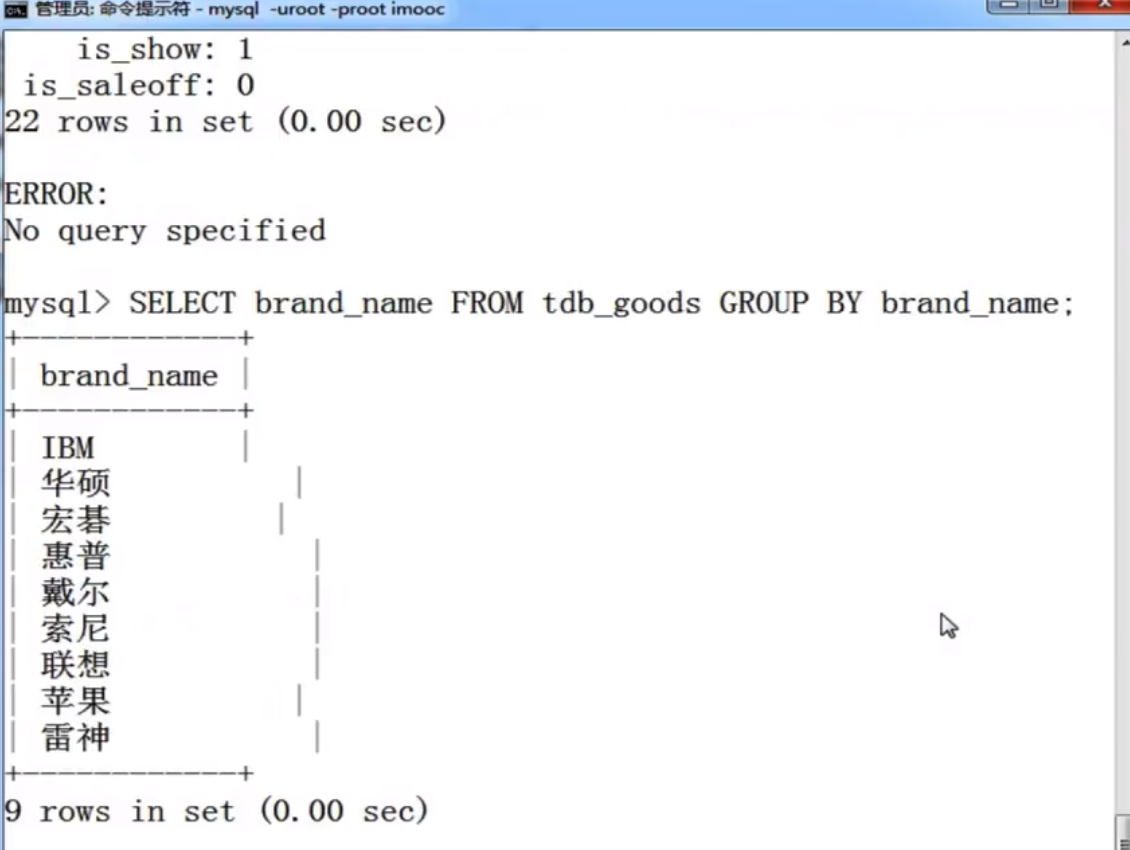 管理员: 命令提示符 - mysql -uroot -proot imooc
is_show: 1
is_saleoff: 0
22 rows in set (0.00 sec)
ERROR:
No query specified
mysql> SELECT brand_name FROM tdb_goods GROUP BY brand_name;
+------------+
| brand_name |
+------------+
| IBM |
| 华硕 |
| 宏碁 |
| 惠普 |
| 戴尔 |
| 索尼 |
| 联想 |
| 苹果 |
| 雷神 |
+------------+
9 rows in set (0.00 sec)